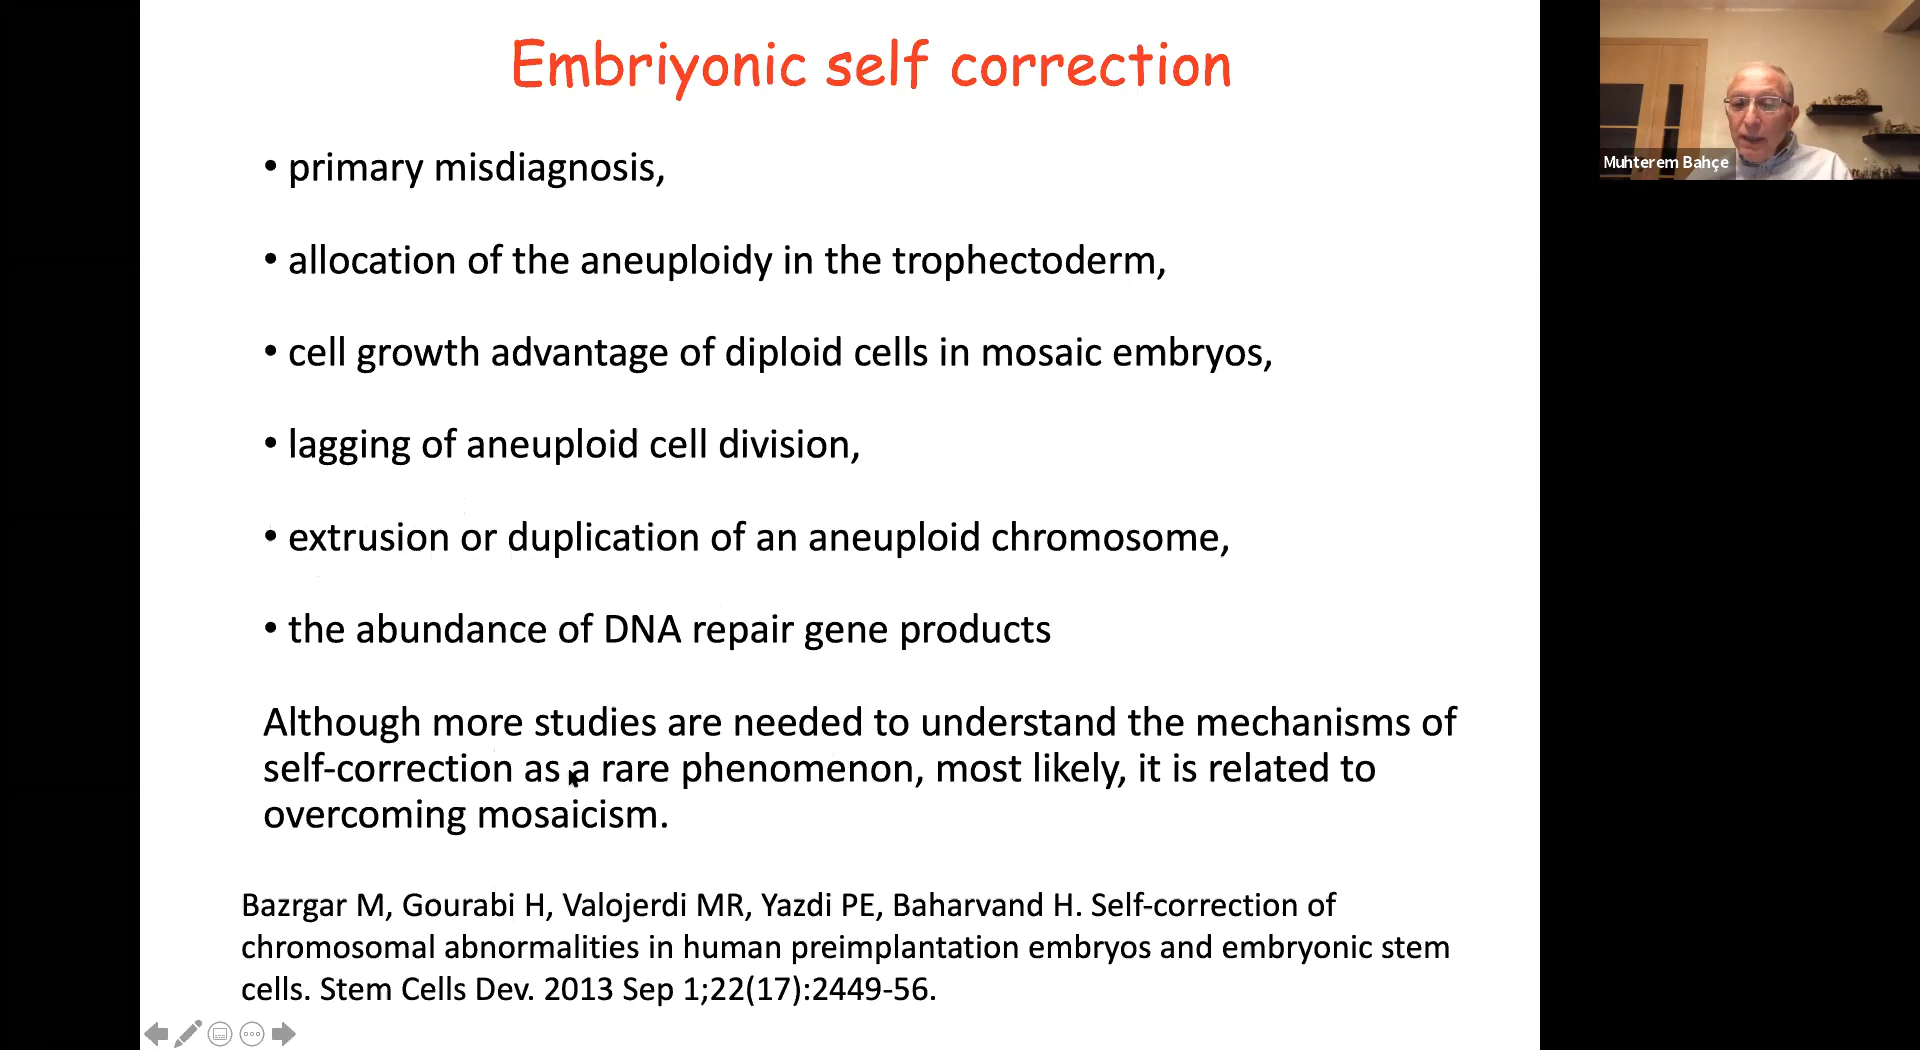 Embriyonic self correction
• primary misdiagnosis,
• allocation of the aneuploidy in the trophectoderm,
• cell growth advantage of diploid cells in mosaic embryos,
• lagging of aneuploid cell division,
• extrusion or duplication of an aneuploid chromosome,
• the abundance of DNA repair gene products
Although more studies are needed to understand the mechanisms of
self-correction as a rare phenomenon, most likely, it is related to
overcoming mosaicism.
Bazrgar M, Gourabi H, Valojerdi MR, Yazdi PE, Baharvand H. Self-correction of
chromosomal abnormalities in human preimplantation embryos and embryonic stem
cells. Stem Cells Dev. 2013 Sep 1;22(17):2449-56.
Muhterem Bahçe